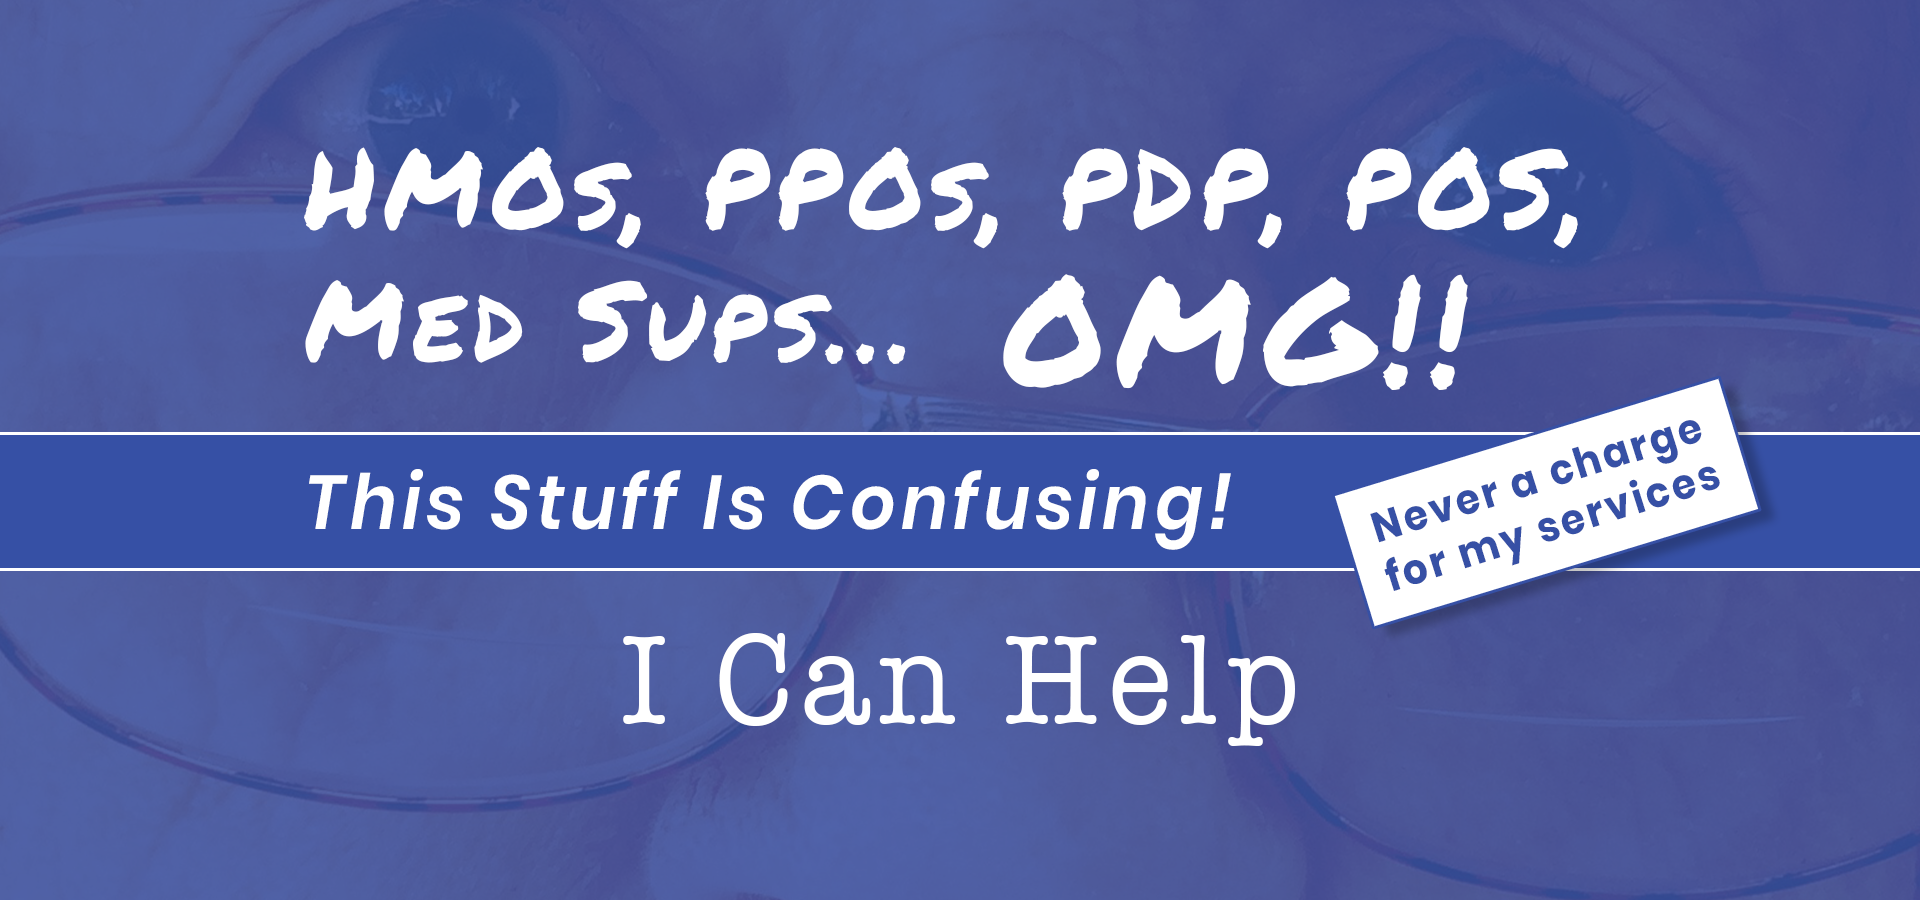 HMOs, PPOs, PDP, POS,
Med Sups... OMG!!
This Stuff Is Confusing!
Never a charge
for my services
I Can Help